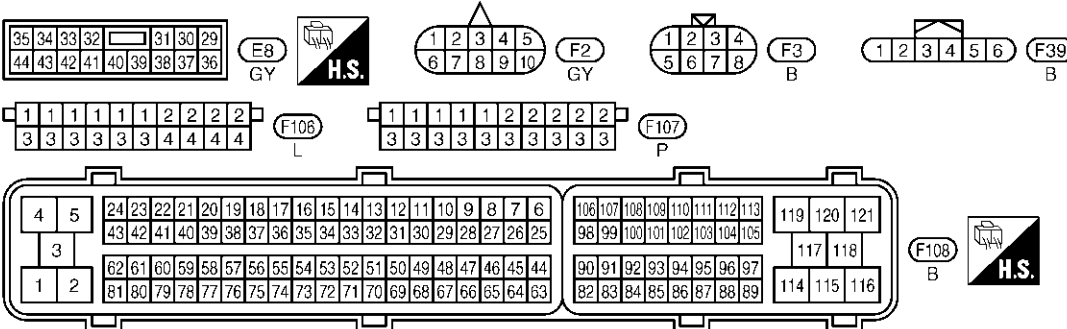 35 34 33 32 31 30 29
44 43 42 41 40 39 38 37 36
E8
GY
H.S.
1 2 3 4 5
6 7 8 9 10
F2
GY
1 2 3 4
5 6 7 8
F3
B
1 2 3 4 5 6
F39
B
1 1 1 1 1 1 2 2 2 2
3 3 3 3 3 3 4 4 4 4
F106
L
1 1 1 1 1 2 2 2 2 2
3 3 3 3 3 3 3 3 3 3
F107
P
4 5
3
1 2
24 23 22 21 20 19 18 17 16 15 14 13 12 11 10 9 8 7 6
43 42 41 40 39 38 37 36 35 34 33 32 31 30 29 28 27 26 25
62 61 60 59 58 57 56 55 54 53 52 51 50 49 48 47 46 45 44
81 80 79 78 77 76 75 74 73 72 71 70 69 68 67 66 65 64 63
106 107 108 109 110 111 112 113
98 99 100 101 102 103 104 105
90 91 92 93 94 95 96 97
82 83 84 85 86 87 88 89
119 120 121
117 118
114 115 116
F108
B
H.S.